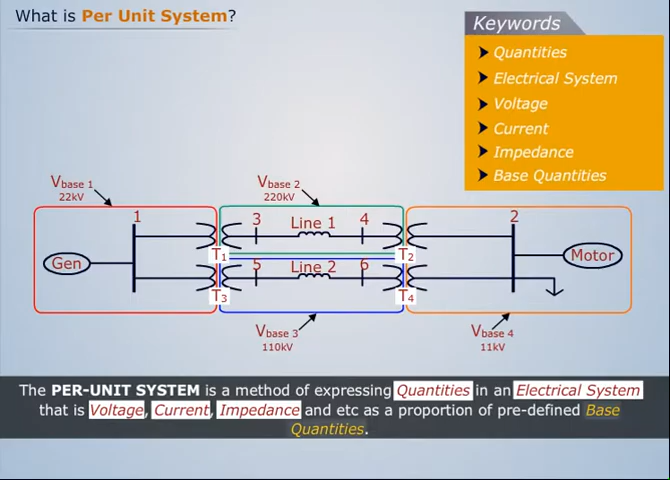 What is Per Unit System?
Keywords
Quantities
Electrical System
Voltage
Current
Impedance
Base Quantities
Vbase 1
22kV
Vbase 2
220kV
1
3
Line 1
4
2
T1
T2
Gen
Motor
5
Line 2
6
T3
T4
Vbase 3
110kV
Vbase 4
11kV
The PER-UNIT SYSTEM is a method of expressing Quantities in an Electrical System
that is Voltage, Current, Impedance and etc as a proportion of pre-defined Base
Quantities.